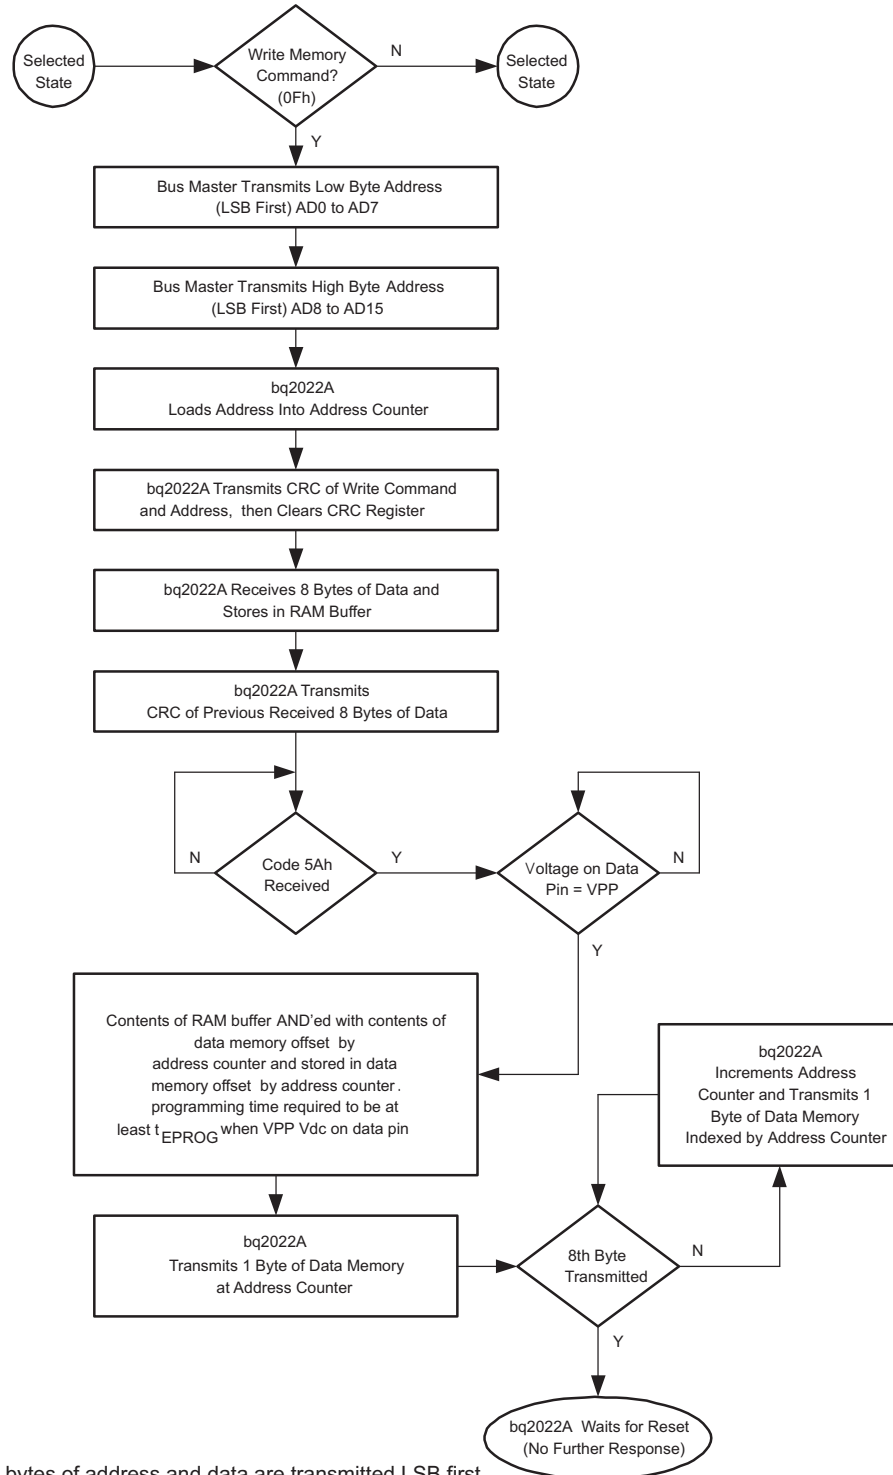 Selected
State
Write Memory
Command?
(0Fh)
N
Selected
State
Y
Bus Master Transmits Low Byte Address
(LSB First) AD0 to AD7
Bus Master Transmits High Byte Address
(LSB First) AD8 to AD15
bq2022A
Loads Address Into Address Counter
bq2022A Transmits CRC of Write Command
and Address, then Clears CRC Register
bq2022A Receives 8 Bytes of Data and
Stores in RAM Buffer
bq2022A Transmits
CRC of Previous Received 8 Bytes of Data
N
Code 5Ah
Received
Y
Voltage on Data
Pin = VPP
N
Y
Contents of RAM buffer AND'ed with contents of
data memory offset by
address counter and stored in data
memory offset by address counter.
programming time required to be at
least tEPROG when VPP Vdc on data pin
bq2022A
Increments Address
Counter and Transmits 1
Byte of Data Memory
Indexed by Address Counter
bq2022A
Transmits 1 Byte of Data Memory
at Address Counter
8th Byte
Transmitted
N
Y
bq2022A Waits for Reset
(No Further Response)
bytes of address and data are transmitted LSB first